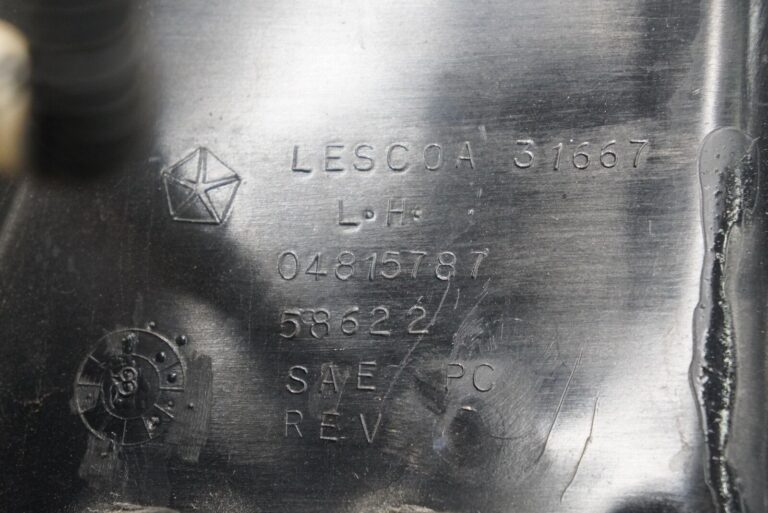 LESCOA 31667
L.H.
04815787
58622
SAE PC
REV